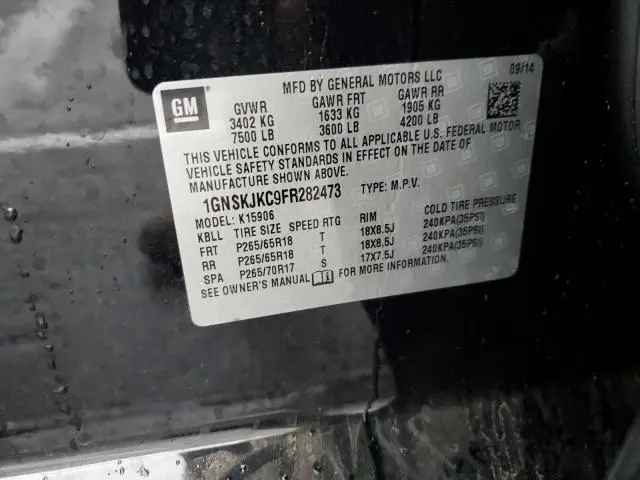 GM
MFD BY GENERAL MOTORS LLC
09/14
GVWR GAWR FRT GAWR RR
3402 KG 1633 KG 1905 KG
7500 LB 3600 LB 4200 LB
THIS VEHICLE CONFORMS TO ALL APPLICABLE U.S. FEDERAL MOTOR
VEHICLE SAFETY STANDARDS IN EFFECT ON THE DATE OF
MANUFACTURE SHOWN ABOVE.
1GNSKJKC9FR282473 TYPE: M.P.V.
MODEL: K15906
KBLL TIRE SIZE SPEED RTG RIM COLD TIRE PRESSURE
FRT P265/65R18 T 18X8.5J 240KPA(35PSI)
RR P265/65R18 T 18X8.5J 240KPA(35PSI)
SPA P265/70R17 S 17X7.5J 240KPA(35PSI)
SEE OWNER'S MANUAL FOR MORE INFORMATION.